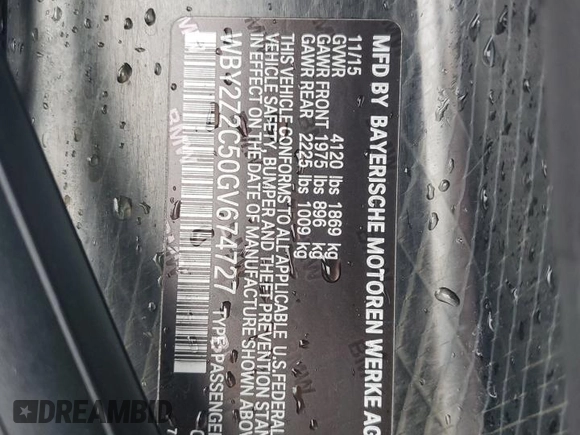 MFD BY BAYERISCHE MOTOREN WERKE AG
11/15
GVWR 4120 lbs 1869 kg
GAWR FRONT 1975 lbs 896 kg
GAWR REAR 2225 lbs 1009 kg
THIS VEHICLE CONFORMS TO ALL APPLICABLE U.S. FEDERAL
VEHICLE SAFETY, BUMPER AND THEFT PREVENTION STAN
ON THE DATE OF MANUFACTURE SHOWN ABOV
WBY2Z2C50GV674727 TYPE: PASSENGE
BMW
DREAMBID